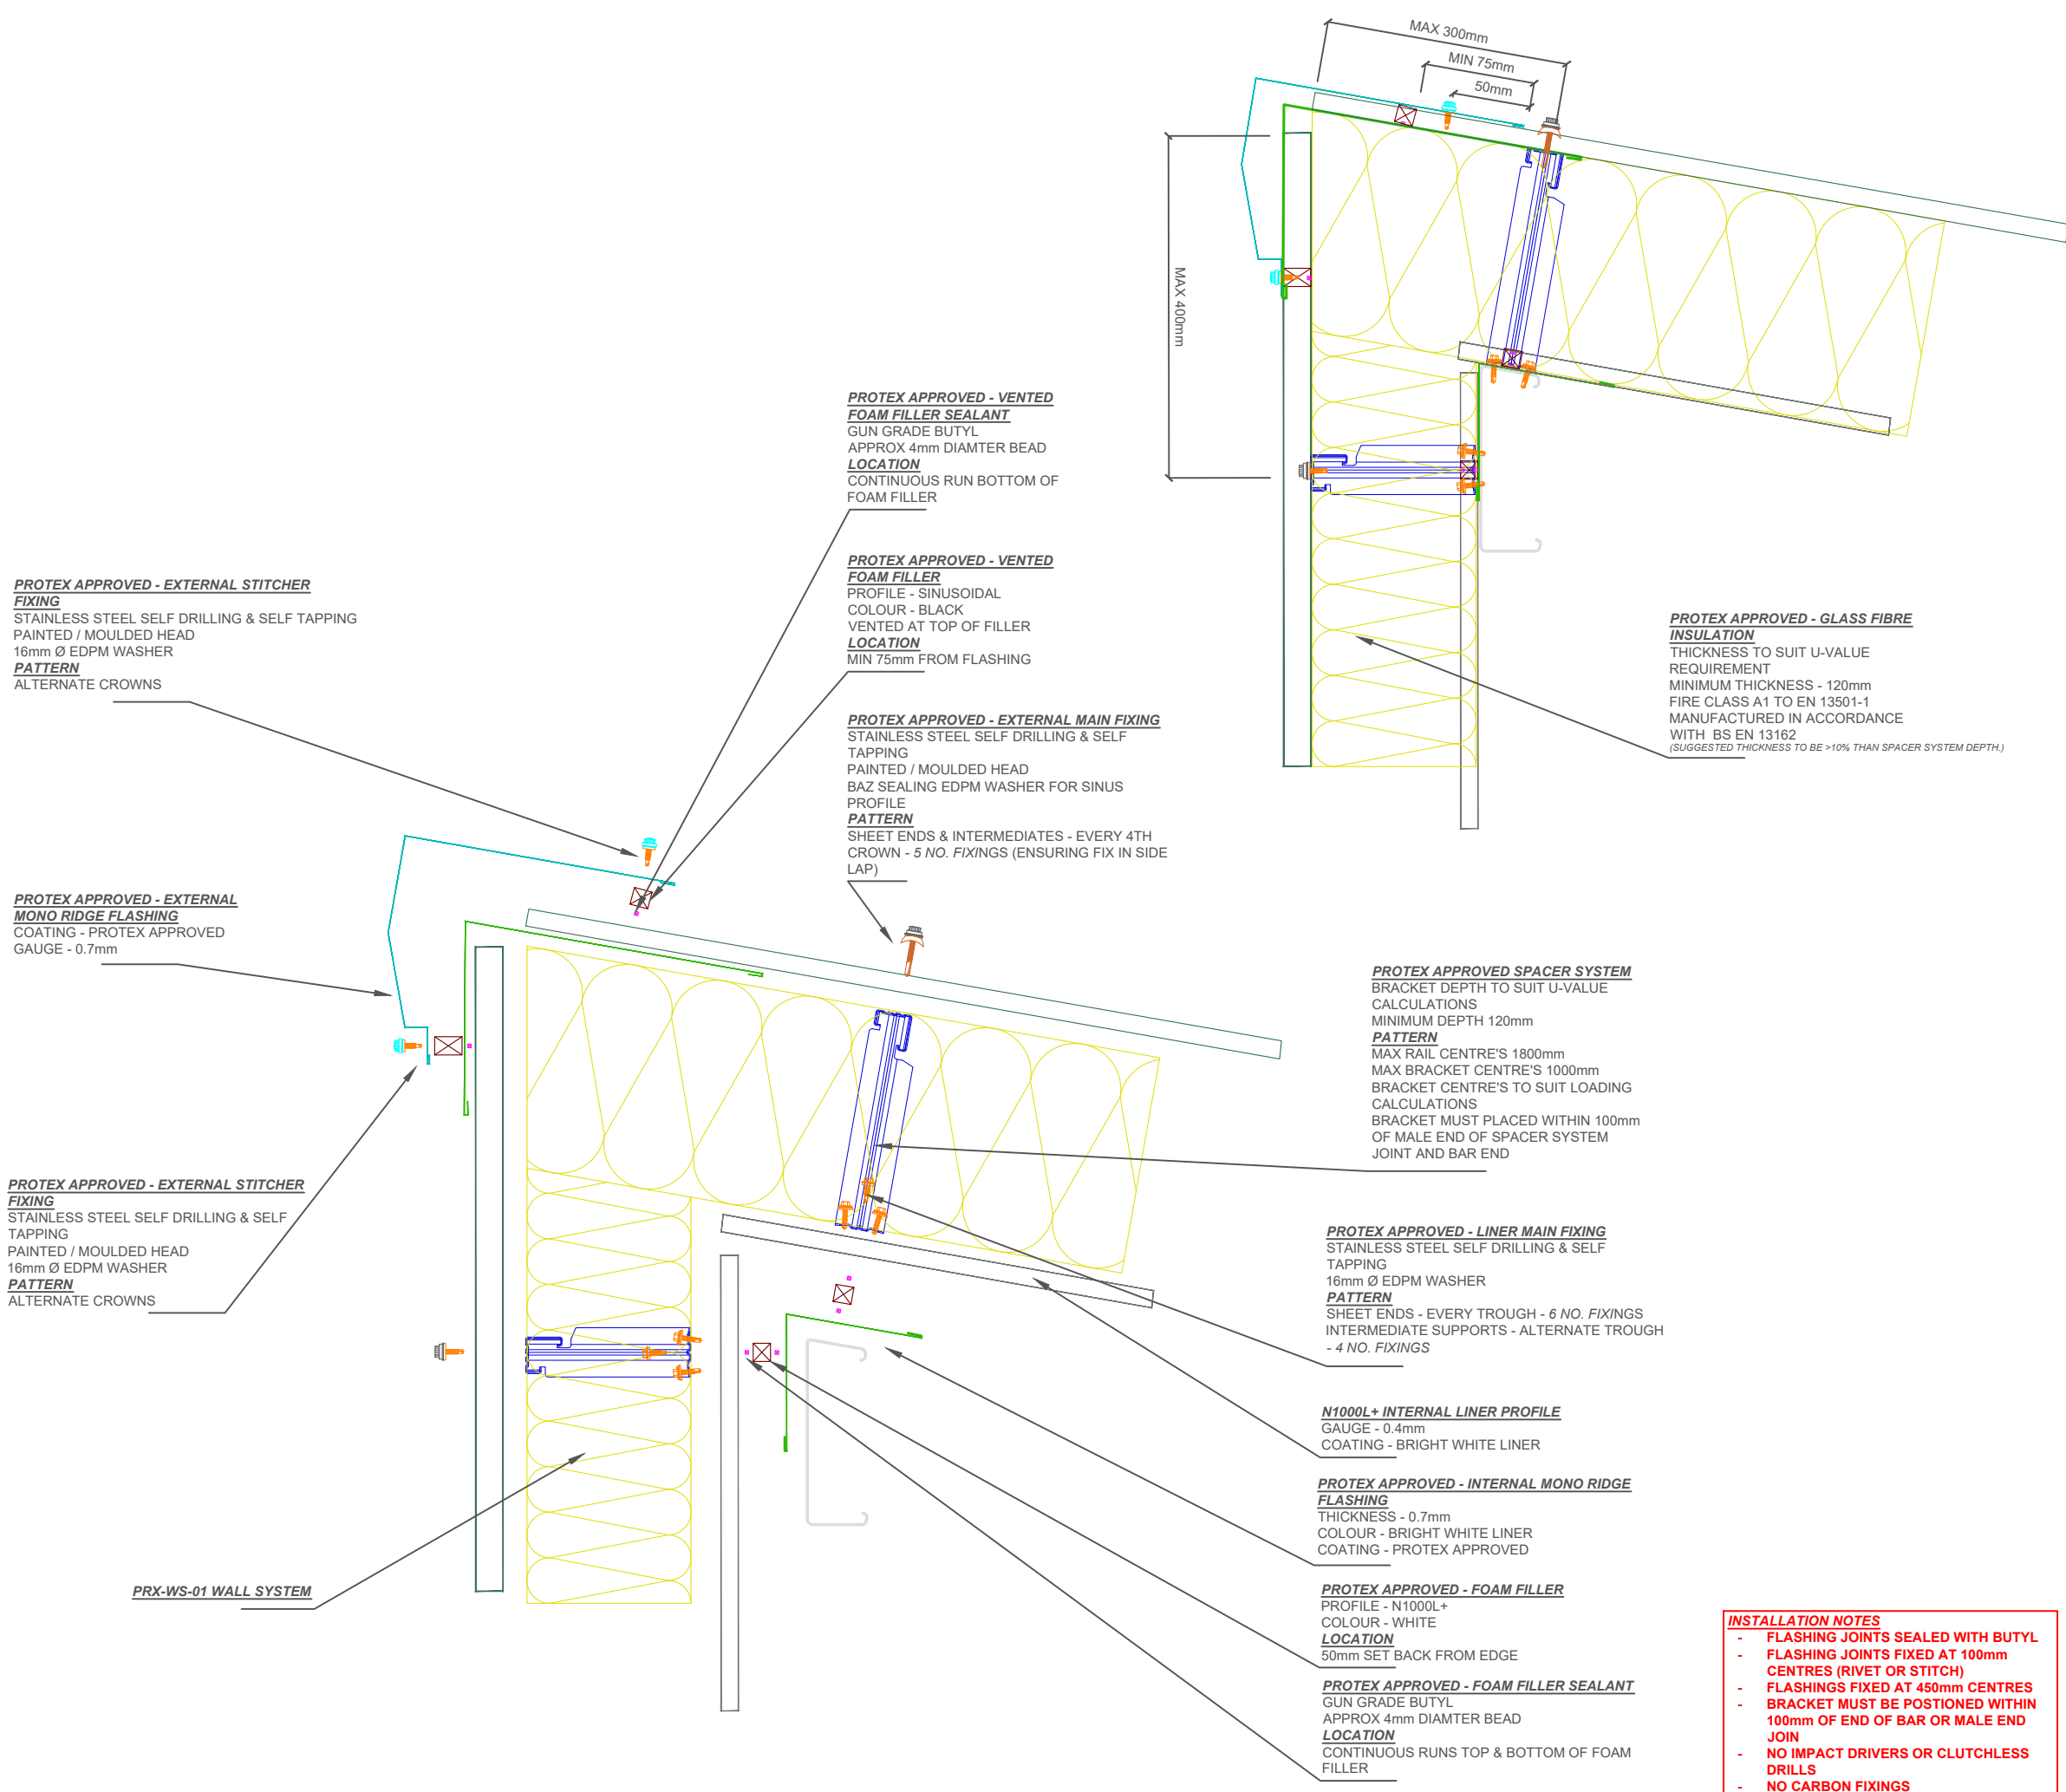 MAX 300mm
MIN 75mm
50mm
MAX 400mm
PROTEX APPROVED - VENTED
FOAM FILLER SEALANT
GUN GRADE BUTYL
APPROX 4mm DIAMTER BEAD
LOCATION
CONTINUOUS RUN BOTTOM OF
FOAM FILLER
PROTEX APPROVED - VENTED
FOAM FILLER
PROFILE - SINUSOIDAL
COLOUR - BLACK
VENTED AT TOP OF FILLER
LOCATION
MIN 75mm FROM FLASHING
PROTEX APPROVED - EXTERNAL MAIN FIXING
STAINLESS STEEL SELF DRILLING & SELF
TAPPING
PAINTED / MOULDED HEAD
BAZ SEALING EDPM WASHER FOR SINUS
PROFILE
PATTERN
SHEET ENDS & INTERMEDIATES - EVERY 4TH
CROWN - 5 NO. FIXINGS (ENSURING FIX IN SIDE
LAP)
PROTEX APPROVED - EXTERNAL STITCHER
FIXING
STAINLESS STEEL SELF DRILLING & SELF TAPPING
PAINTED / MOULDED HEAD
16mm Ø EDPM WASHER
PATTERN
ALTERNATE CROWNS
PROTEX APPROVED - EXTERNAL
MONO RIDGE FLASHING
COATING - PROTEX APPROVED
GAUGE - 0.7mm
PROTEX APPROVED - EXTERNAL STITCHER
FIXING
STAINLESS STEEL SELF DRILLING & SELF
TAPPING
PAINTED / MOULDED HEAD
16mm Ø EDPM WASHER
PATTERN
ALTERNATE CROWNS
PRX-WS-01 WALL SYSTEM
PROTEX APPROVED - GLASS FIBRE
INSULATION
THICKNESS TO SUIT U-VALUE
REQUIREMENT
MINIMUM THICKNESS - 120mm
FIRE CLASS A1 TO EN 13501-1
MANUFACTURED IN ACCORDANCE
WITH BS EN 13162
(SUGGESTED THICKNESS TO BE >10% THAN SPACER SYSTEM DEPTH.)
PROTEX APPROVED SPACER SYSTEM
BRACKET DEPTH TO SUIT U-VALUE
CALCULATIONS
MINIMUM DEPTH 120mm
PATTERN
MAX RAIL CENTRE'S 1800mm
MAX BRACKET CENTRE'S 1000mm
BRACKET CENTRE'S TO SUIT LOADING
CALCULATIONS
BRACKET MUST PLACED WITHIN 100mm
OF MALE END OF SPACER SYSTEM
JOINT AND BAR END
PROTEX APPROVED - LINER MAIN FIXING
STAINLESS STEEL SELF DRILLING & SELF
TAPPING
16mm Ø EDPM WASHER
PATTERN
SHEET ENDS - EVERY TROUGH - 6 NO. FIXINGS
INTERMEDIATE SUPPORTS - ALTERNATE TROUGH
- 4 NO. FIXINGS
N1000L+ INTERNAL LINER PROFILE
GAUGE - 0.4mm
COATING - BRIGHT WHITE LINER
PROTEX APPROVED - INTERNAL MONO RIDGE
FLASHING
THICKNESS - 0.7mm
COLOUR - BRIGHT WHITE LINER
COATING - PROTEX APPROVED
PROTEX APPROVED - FOAM FILLER
PROFILE - N1000L+
COLOUR - WHITE
LOCATION
50mm SET BACK FROM EDGE
PROTEX APPROVED - FOAM FILLER SEALANT
GUN GRADE BUTYL
APPROX 4mm DIAMTER BEAD
LOCATION
CONTINUOUS RUNS TOP & BOTTOM OF FOAM
FILLER
INSTALLATION NOTES
- FLASHING JOINTS SEALED WITH BUTYL
- FLASHING JOINTS FIXED AT 100mm
CENTRES (RIVET OR STITCH)
- FLASHINGS FIXED AT 450mm CENTRES
- BRACKET MUST BE POSTIONED WITHIN
100mm OF END OF BAR OR MALE END
JOIN
- NO IMPACT DRIVERS OR CLUTCHLESS
DRILLS
- NO CARBON FIXINGS